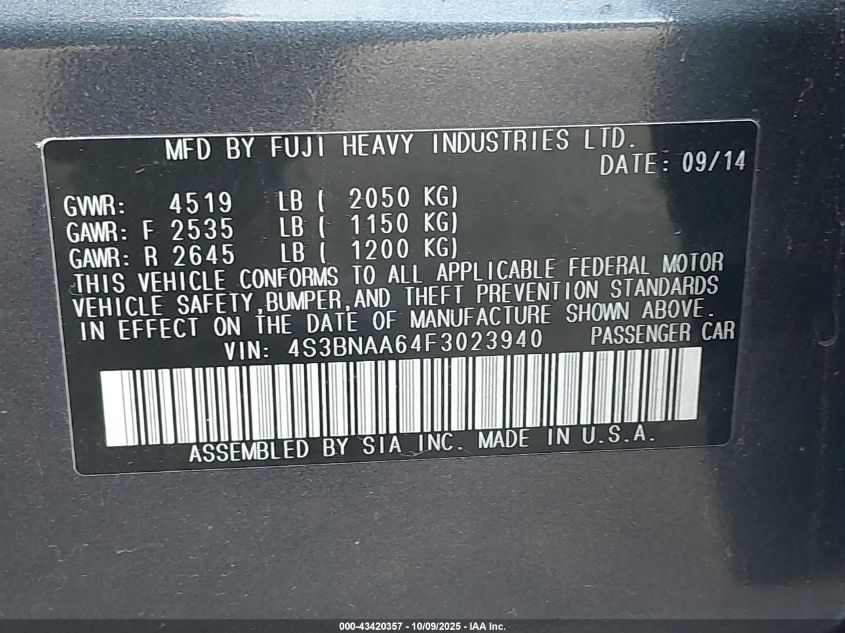 MFD BY FUJI HEAVY INDUSTRIES LTD.
DATE: 09/14
GVWR: 4519 LB ( 2050 KG)
GAWR: F 2535 LB ( 1150 KG)
GAWR: R 2645 LB ( 1200 KG)
THIS VEHICLE CONFORMS TO ALL APPLICABLE FEDERAL MOTOR
VEHICLE SAFETY,BUMPER,AND THEFT PREVENTION STANDARDS
IN EFFECT ON THE DATE OF MANUFACTURE SHOWN ABOVE.
VIN: 4S3BNAA64F3023940 PASSENGER CAR
ASSEMBLED BY SIA INC. MADE IN U.S.A.
000-43420357 - 10/09/2025 - IAA Inc.